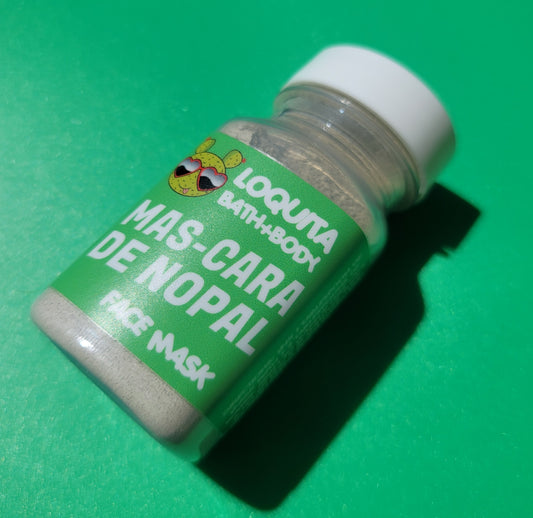 LOQUITA
BATH+BODY
MAS-CARA
DE NOPAL
FACE MASK